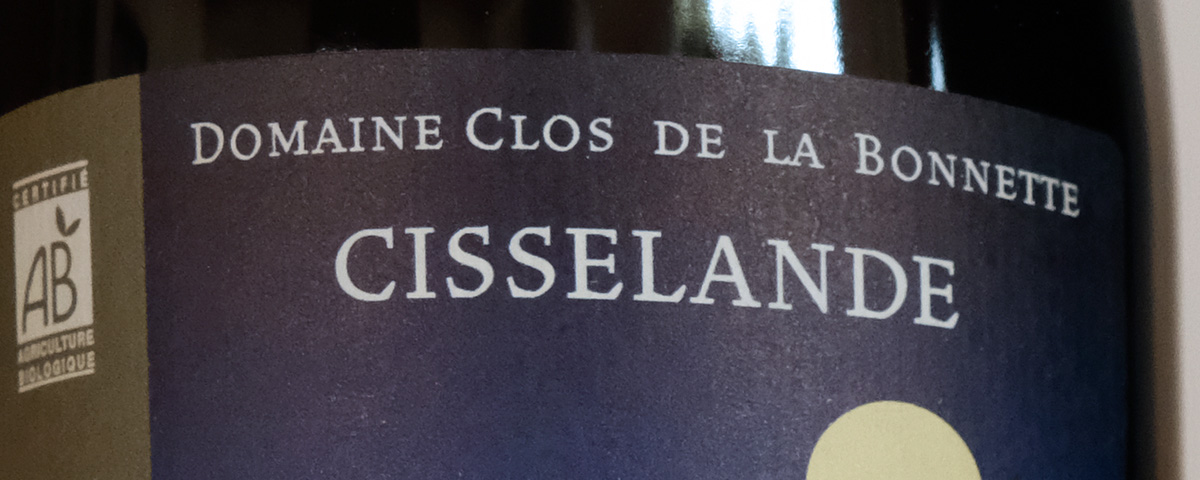 DOMAINE CLOS DE LA BONNETTE
CISSELANDE
CERTIFIÉ
AB
AGRICULTURE
BIOLOGIQUE